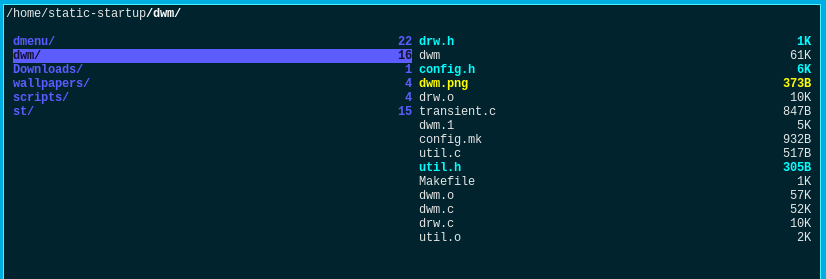 /home/static-startup/dwm/
dmenu/ 22 drw.h 1K
dwm/ 16 dwm 61K
Downloads/ 1 config.h 6K
wallpapers/ 4 dwm.png 373B
scripts/ 4 drw.o 10K
st/ 15 transient.c 847B
dwm.1 5K
config.mk 932B
util.c 517B
util.h 305B
Makefile 1K
dwm.o 57K
dwm.c 52K
drw.c 10K
util.o 2K